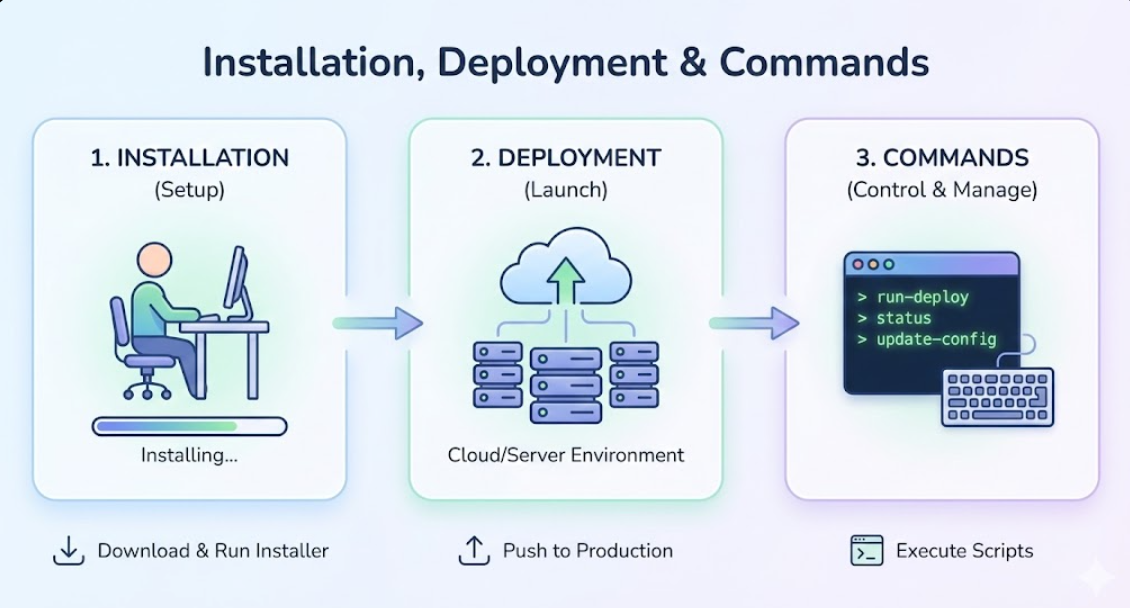 Installation, Deployment & Commands
1. INSTALLATION
(Setup)
Installing...
Download & Run Installer
2. DEPLOYMENT
(Launch)
Cloud/Server Environment
Push to Production
3. COMMANDS
(Control & Manage)
> run-deploy
> status
> update-config
>_
Execute Scripts